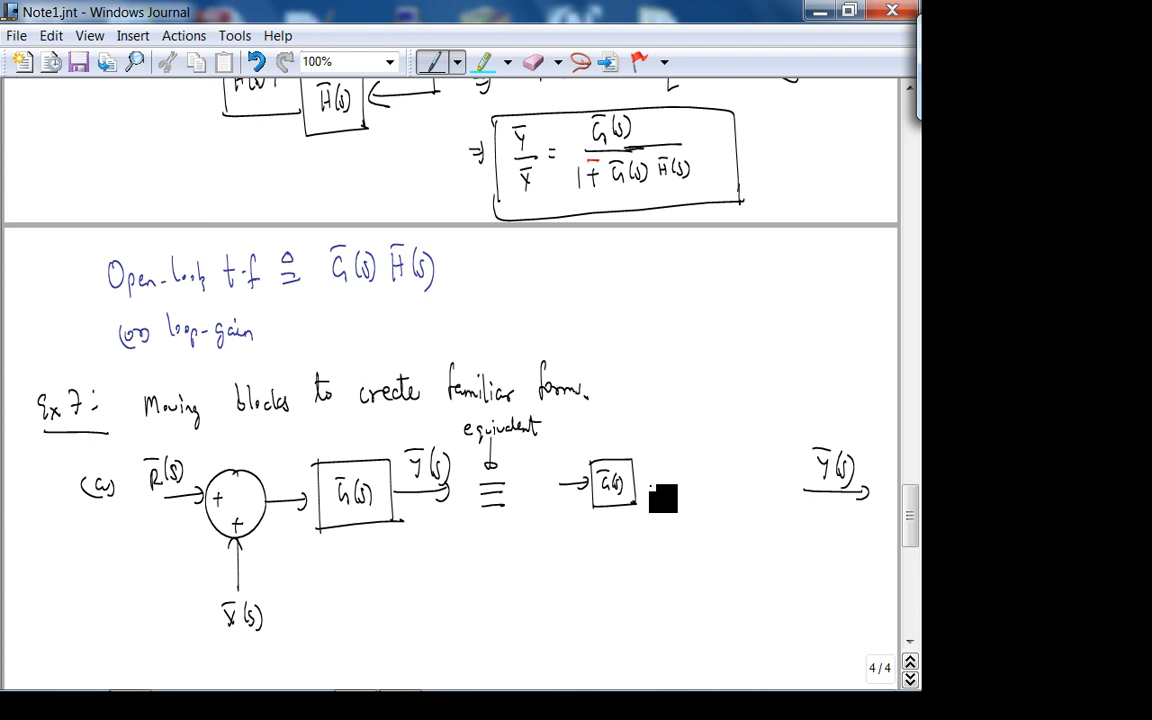 Note1.jnt - Windows Journal
File Edit View Insert Actions Tools Help
100%
H̅(s)
⇒ Y̅/X̅ = G̅(s) / 1 ∓ G̅(s) H̅(s)
Open-loop t.f ≜ G̅(s) H̅(s)
(or) loop-gain
Ex 7: Moving blocks to create familiar form.
equivalent
(a) R̅(s) + + G̅(s) Y̅(s) ≡ G̅(s) Y̅(s)
X̅(s)
4 / 4